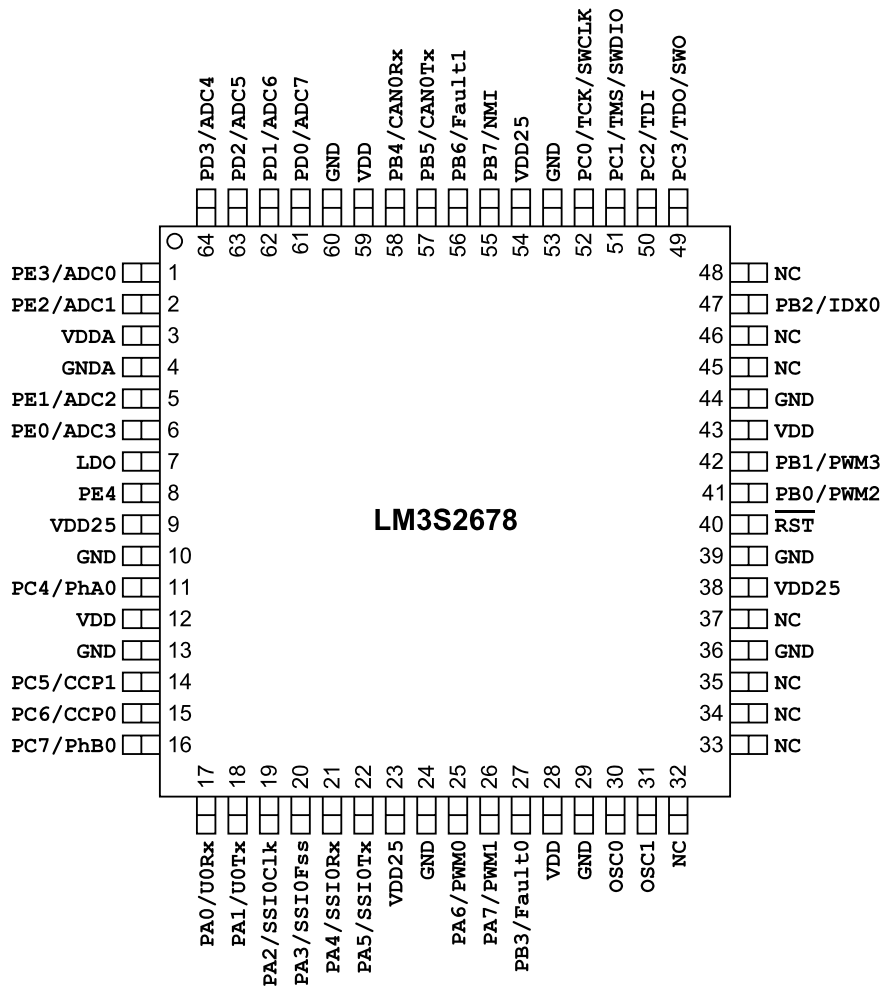 PD3/ADC4
PD2/ADC5
PD1/ADC6
PD0/ADC7
GND
VDD
PB4/CAN0Rx
PB5/CAN0Tx
PB6/Fault1
PB7/NMI
VDD25
GND
PC0/TCK/SWCLK
PC1/TMS/SWDIO
PC2/TDI
PC3/TDO/SWO
64
63
62
61
60
59
58
57
56
55
54
53
52
51
50
49
PE3/ADC0 1
PE2/ADC1 2
VDDA 3
GNDA 4
PE1/ADC2 5
PE0/ADC3 6
LDO 7
PE4 8
VDD25 9
GND 10
PC4/PhA0 11
VDD 12
GND 13
PC5/CCP1 14
PC6/CCP0 15
PC7/PhB0 16
LM3S2678
48 NC
47 PB2/IDX0
46 NC
45 NC
44 GND
43 VDD
42 PB1/PWM3
41 PB0/PWM2
40 RST
39 GND
38 VDD25
37 NC
36 GND
35 NC
34 NC
33 NC
17
18
19
20
21
22
23
24
25
26
27
28
29
30
31
32
PA0/U0Rx
PA1/U0Tx
PA2/SSI0Clk
PA3/SSI0Fss
PA4/SSI0Rx
PA5/SSI0Tx
VDD25
GND
PA6/PWM0
PA7/PWM1
PB3/Fault0
VDD
GND
OSC0
OSC1
NC